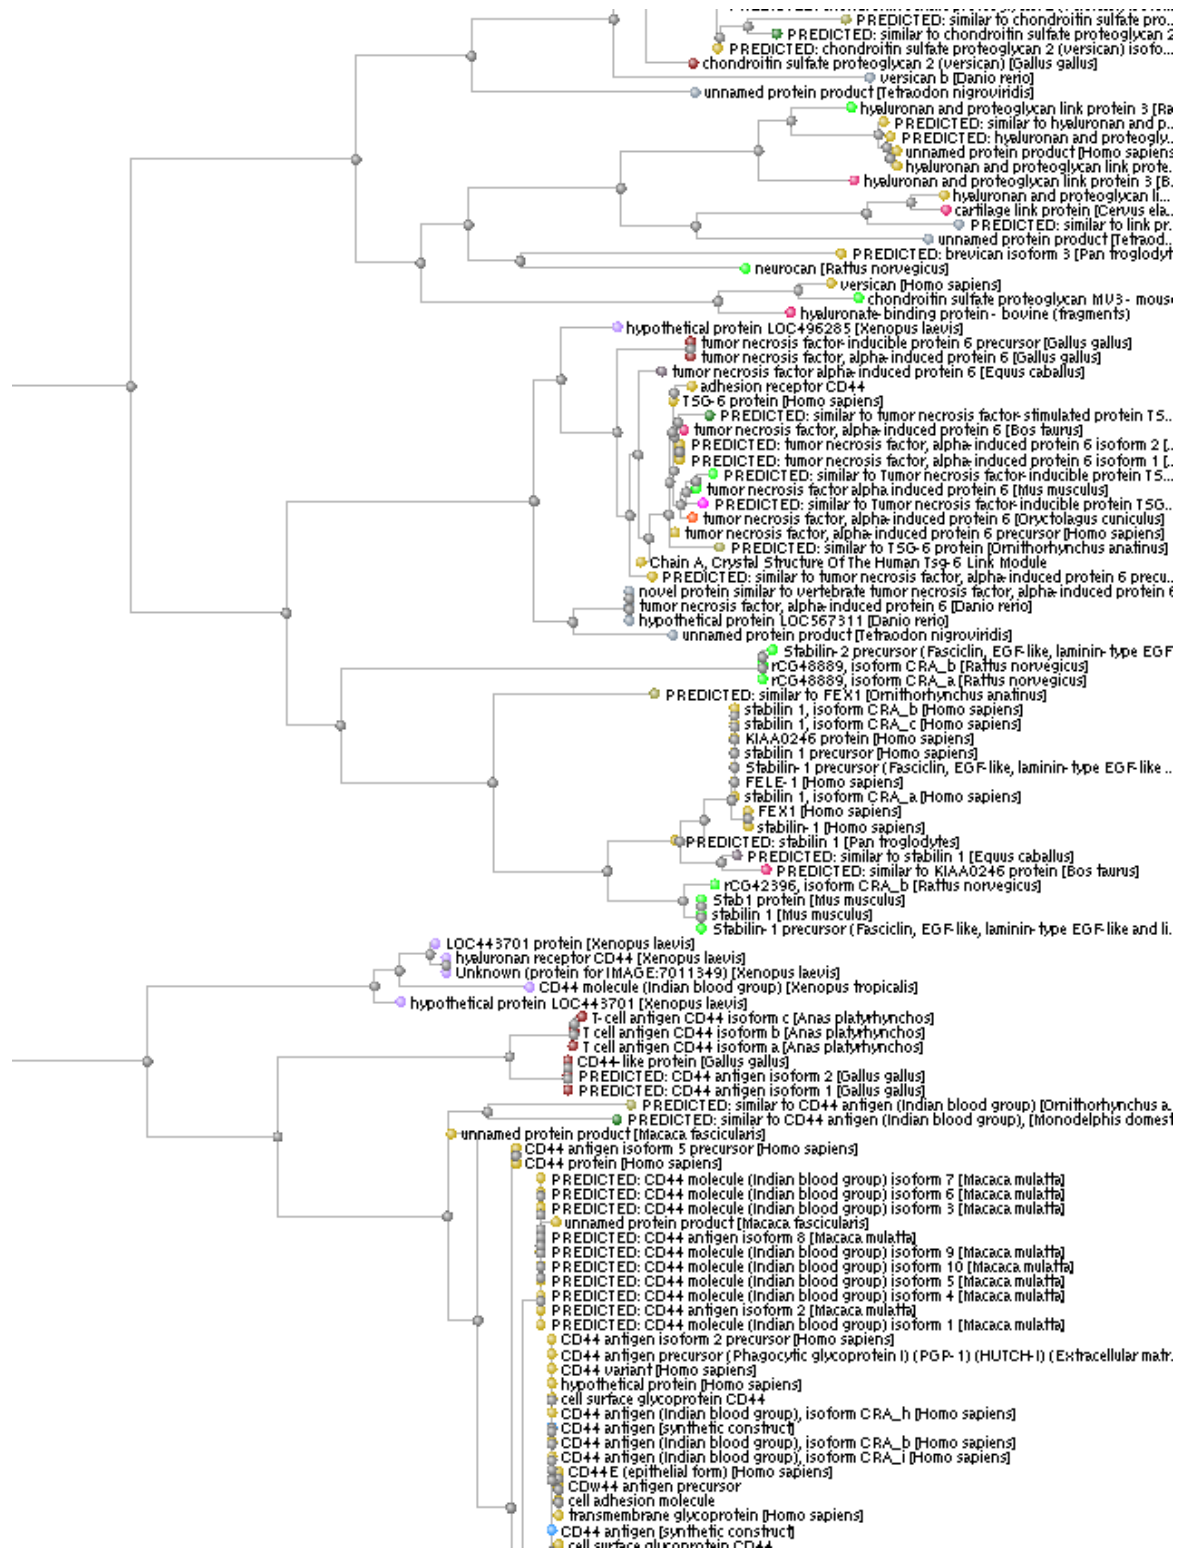 PREDICTED: similar to chondroitin sulfate pro...
PREDICTED: similar to chondroitin sulfate proteoglycan 2
PREDICTED: chondroitin sulfate proteoglycan 2 (versican) isofo...
chondroitin sulfate proteoglycan 2 (versican) [Gallus gallus]
versican b [Danio rerio]
unnamed protein product [Tetraodon nigroviridis]
hyaluronan and proteoglycan link protein 3 [Ra
PREDICTED: similar to hyaluronan and p...
PREDICTED: hyaluronan and proteogly...
unnamed protein product [Homo sapiens
hyaluronan and proteoglycan link prote...
hyaluronan and proteoglycan link protein 3 [B...
hyaluronan and proteoglycan li...
cartilage link protein [Cervus ela...
PREDICTED: similar to link pr...
unnamed protein product [Tetraod...
PREDICTED: brevican isoform 3 [Pan troglodyt
neurocan [Rattus norvegicus]
versican [Homo sapiens]
chondroitin sulfate proteoglycan MV3 - mouse
hyaluronate-binding protein - bovine (fragments)
hypothetical protein LOC496285 [Xenopus laevis]
tumor necrosis factor-inducible protein 6 precursor [Gallus gallus]
tumor necrosis factor, alpha-induced protein 6 [Gallus gallus]
tumor necrosis factor alpha-induced protein 6 [Equus caballus]
adhesion receptor CD44
TSG-6 protein [Homo sapiens]
PREDICTED: similar to tumor necrosis factor-stimulated protein TS...
tumor necrosis factor, alpha-induced protein 6 [Bos taurus]
PREDICTED: tumor necrosis factor, alpha-induced protein 6 isoform 2 [...
PREDICTED: tumor necrosis factor, alpha-induced protein 6 isoform 1 [...
PREDICTED: similar to Tumor necrosis factor-inducible protein TS...
tumor necrosis factor alpha induced protein 6 [Mus musculus]
PREDICTED: similar to Tumor necrosis factor-inducible protein TSG...
tumor necrosis factor, alpha-induced protein 6 [Oryctolagus cuniculus]
tumor necrosis factor, alpha-induced protein 6 precursor [Homo sapiens]
PREDICTED: similar to TSG-6 protein [Ornithorhynchus anatinus]
Chain A, Crystal Structure Of The Human Tsg-6 Link Module
PREDICTED: similar to tumor necrosis factor, alpha-induced protein 6 precu...
novel protein similar to vertebrate tumor necrosis factor, alpha-induced protein 6
tumor necrosis factor, alpha-induced protein 6 [Danio rerio]
hypothetical protein LOC567311 [Danio rerio]
unnamed protein product [Tetraodon nigroviridis]
Stabilin-2 precursor (Fasciclin, EGF-like, laminin-type EGF
rCG48889, isoform CRA_b [Rattus norvegicus]
rCG48889, isoform CRA_a [Rattus norvegicus]
PREDICTED: similar to FEX1 [Ornithorhynchus anatinus]
stabilin 1, isoform CRA_b [Homo sapiens]
stabilin 1, isoform CRA_c [Homo sapiens]
KIAA0246 protein [Homo sapiens]
stabilin 1 precursor [Homo sapiens]
Stabilin-1 precursor (Fasciclin, EGF-like, laminin-type EGF-like ...
FELE-1 [Homo sapiens]
stabilin 1, isoform CRA_a [Homo sapiens]
FEX1 [Homo sapiens]
stabilin-1 [Homo sapiens]
PREDICTED: stabilin 1 [Pan troglodytes]
PREDICTED: similar to stabilin 1 [Equus caballus]
PREDICTED: similar to KIAA0246 protein [Bos taurus]
rCG42396, isoform CRA_b [Rattus norvegicus]
Stab1 protein [Mus musculus]
stabilin 1 [Mus musculus]
Stabilin-1 precursor (Fasciclin, EGF-like, laminin-type EGF-like and li...
LOC443701 protein [Xenopus laevis]
hyaluronan receptor CD44 [Xenopus laevis]
Unknown (protein for IMAGE:7011349) [Xenopus laevis]
CD44 molecule (Indian blood group) [Xenopus tropicalis]
hypothetical protein LOC443701 [Xenopus laevis]
T-cell antigen CD44 isoform c [Anas platyrhynchos]
T cell antigen CD44 isoform b [Anas platyrhynchos]
T cell antigen CD44 isoform a [Anas platyrhynchos]
CD44-like protein [Gallus gallus]
PREDICTED: CD44 antigen isoform 2 [Gallus gallus]
PREDICTED: CD44 antigen isoform 1 [Gallus gallus]
PREDICTED: similar to CD44 antigen (Indian blood group) [Ornithorhynchus a...
PREDICTED: similar to CD44 antigen (Indian blood group), [Monodelphis domest
unnamed protein product [Macaca fascicularis]
CD44 antigen isoform 5 precursor [Homo sapiens]
CD44 protein [Homo sapiens]
PREDICTED: CD44 molecule (Indian blood group) isoform 7 [Macaca mulatta]
PREDICTED: CD44 molecule (Indian blood group) isoform 6 [Macaca mulatta]
PREDICTED: CD44 molecule (Indian blood group) isoform 3 [Macaca mulatta]
unnamed protein product [Macaca fascicularis]
PREDICTED: CD44 antigen isoform 8 [Macaca mulatta]
PREDICTED: CD44 molecule (Indian blood group) isoform 9 [Macaca mulatta]
PREDICTED: CD44 molecule (Indian blood group) isoform 10 [Macaca mulatta]
PREDICTED: CD44 molecule (Indian blood group) isoform 5 [Macaca mulatta]
PREDICTED: CD44 molecule (Indian blood group) isoform 4 [Macaca mulatta]
PREDICTED: CD44 antigen isoform 2 [Macaca mulatta]
PREDICTED: CD44 molecule (Indian blood group) isoform 1 [Macaca mulatta]
CD44 antigen isoform 2 precursor [Homo sapiens]
CD44 antigen precursor (Phagocytic glycoprotein I) (PGP-1) (HUTCH-I) (Extracellular matr...
CD44 variant [Homo sapiens]
hypothetical protein [Homo sapiens]
cell surface glycoprotein CD44
CD44 antigen (Indian blood group), isoform CRA_h [Homo sapiens]
CD44 antigen [synthetic construct]
CD44 antigen (Indian blood group), isoform CRA_b [Homo sapiens]
CD44 antigen (Indian blood group), isoform CRA_i [Homo sapiens]
CD44E (epithelial form) [Homo sapiens]
CDw44 antigen precursor
cell adhesion molecule
transmembrane glycoprotein [Homo sapiens]
CD44 antigen [synthetic construct]
cell surface glycoprotein CD44